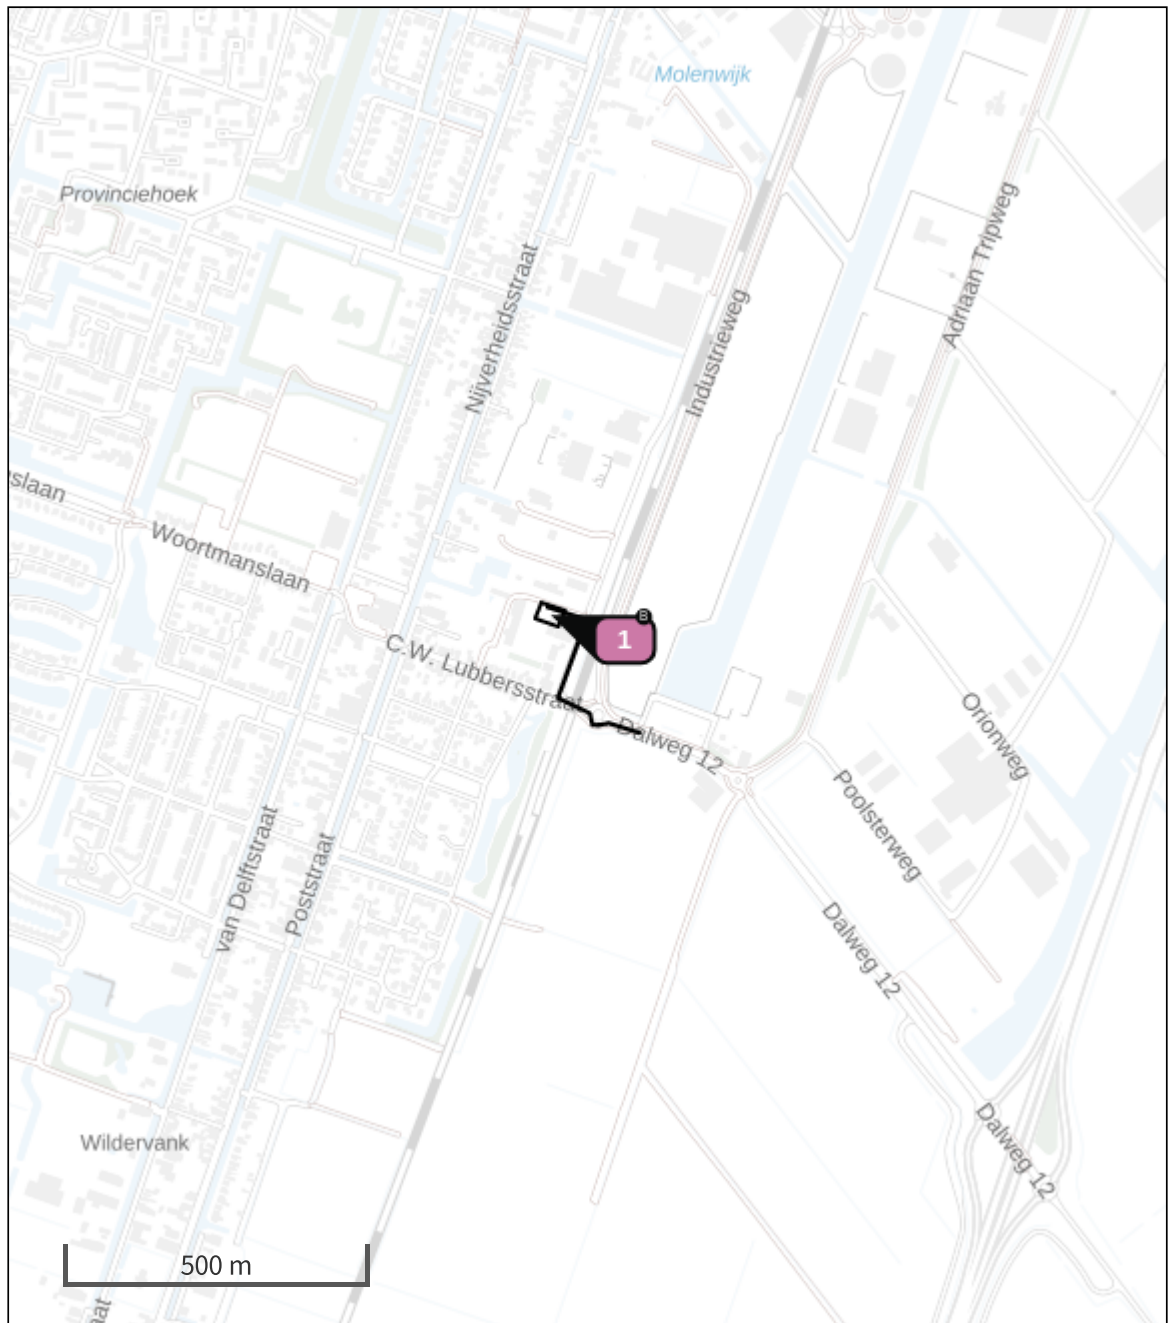 Molenwijk
Provinciehoek
Nijverheidsstraat
Industrieweg
Adriaan Tripweg
slaan
Woortmanslaan
B
1
C.W. Lubbersstraat
Dalweg 12
Orionweg
Poolsterweg
van Delftstraat
Poststraat
Dalweg 12
Dalweg 12
Wildervank
500 m
aat